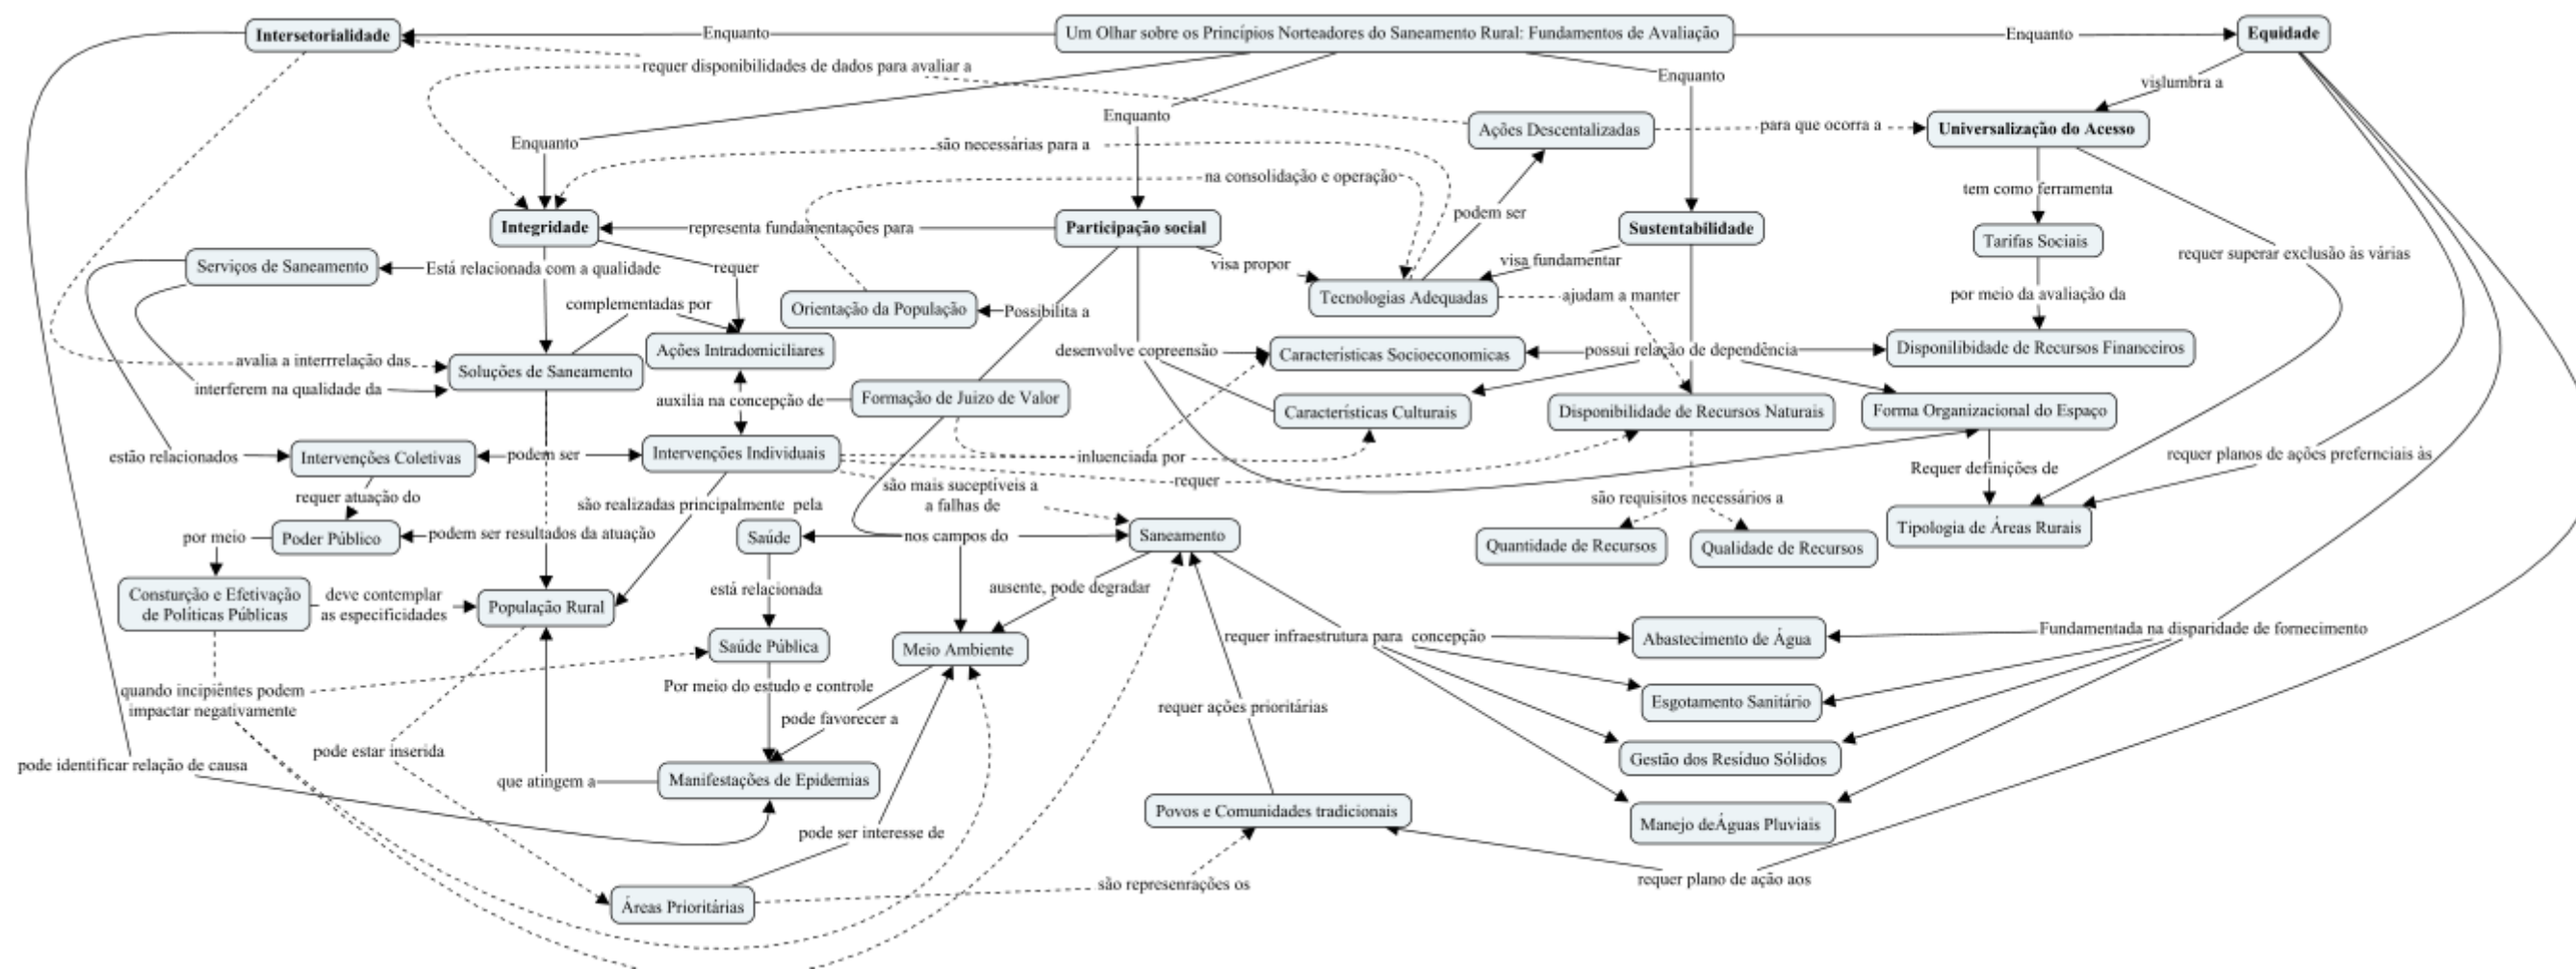 Intersetorialidade
Enquanto
Um Olhar sobre os Princípios Norteadores do Saneamento Rural: Fundamentos de Avaliação
Enquanto
Equidade
requer disponibilidades de dados para avaliar a
Enquanto
vislumbra a
Enquanto
Ações Descentalizadas
para que ocorra a
Universialização do Acesso
Enquanto
são necessárias para a
na consolidação e operação
tem como ferramenta
podem ser
Integridade
representa fundamentações para
Participação social
Sustentabilidade
Tarifas Sociais
requer superar exclusão às várias
Serviços de Saneamento
Está relacionada com a qualidade
requer
visa propor
visa fundamentar
complementadas por
Orientação da População
Possibilita a
Tecnologias Adequadas
ajudam a manter
por meio da avaliação da
Ações Intradomiciliares
desenvolve copreensão
Características Socioeconomicas
possui relação de dependência
Disponilibidade de Recursos Financeiros
avalia a interrrelação das
Soluções de Saneamento
interferem na qualidade da
auxilia na concepção de
Formação de Juizo de Valor
Características Culturais
Disponibilidade de Recursos Naturais
Forma Organizacional do Espaço
estão relacionados
Intervenções Coletivas
podem ser
Intervenções Individuais
inluenciada por
Requer definições de
requer planos de ações prefernciais às
requer
requer atuação do
são realizadas principalmente pela
são mais suceptíveis a
a falhas de
são requisitos necessários a
por meio
Poder Público
podem ser resultados da atuação
Saúde
nos campos do
Saneamento
Quantidade de Recursos
Qualidade de Recursos
Tipologia de Áreas Rurais
Consturção e Efetivação
de Políticas Públicas
deve contemplar
as especificidades
População Rural
está relacionada
ausente, pode degradar
Saúde Pública
Meio Ambiente
requer infraestrutura para concepção
Abastecimento de Água
Fundamentada na disparidade de fornecimento
quando incipientes podem
impactar negativamente
Por meio do estudo e controle
pode favorecer a
requer ações prioritárias
Esgotamento Sanitário
pode estar inserida
pode identificar relação de causa
que atingem a
Manifestações de Epidemias
Gestão dos Resíduo Sólidos
Povos e Comunidades tradicionais
Manejo deÁguas Pluviais
pode ser interesse de
Áreas Prioritárias
são represenrações os
requer plano de ação aos